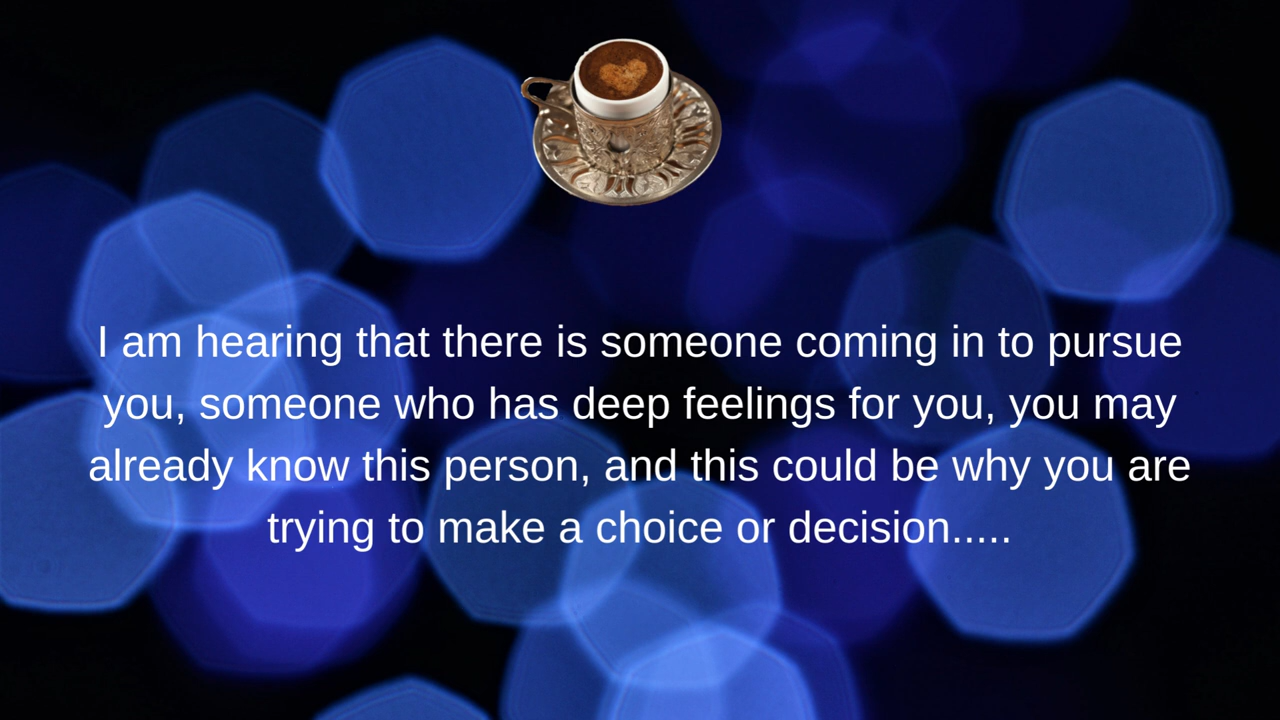 I am hearing that there is someone coming in to pursue
you, someone who has deep feelings for you, you may
already know this person, and this could be why you are
trying to make a choice or decision.....